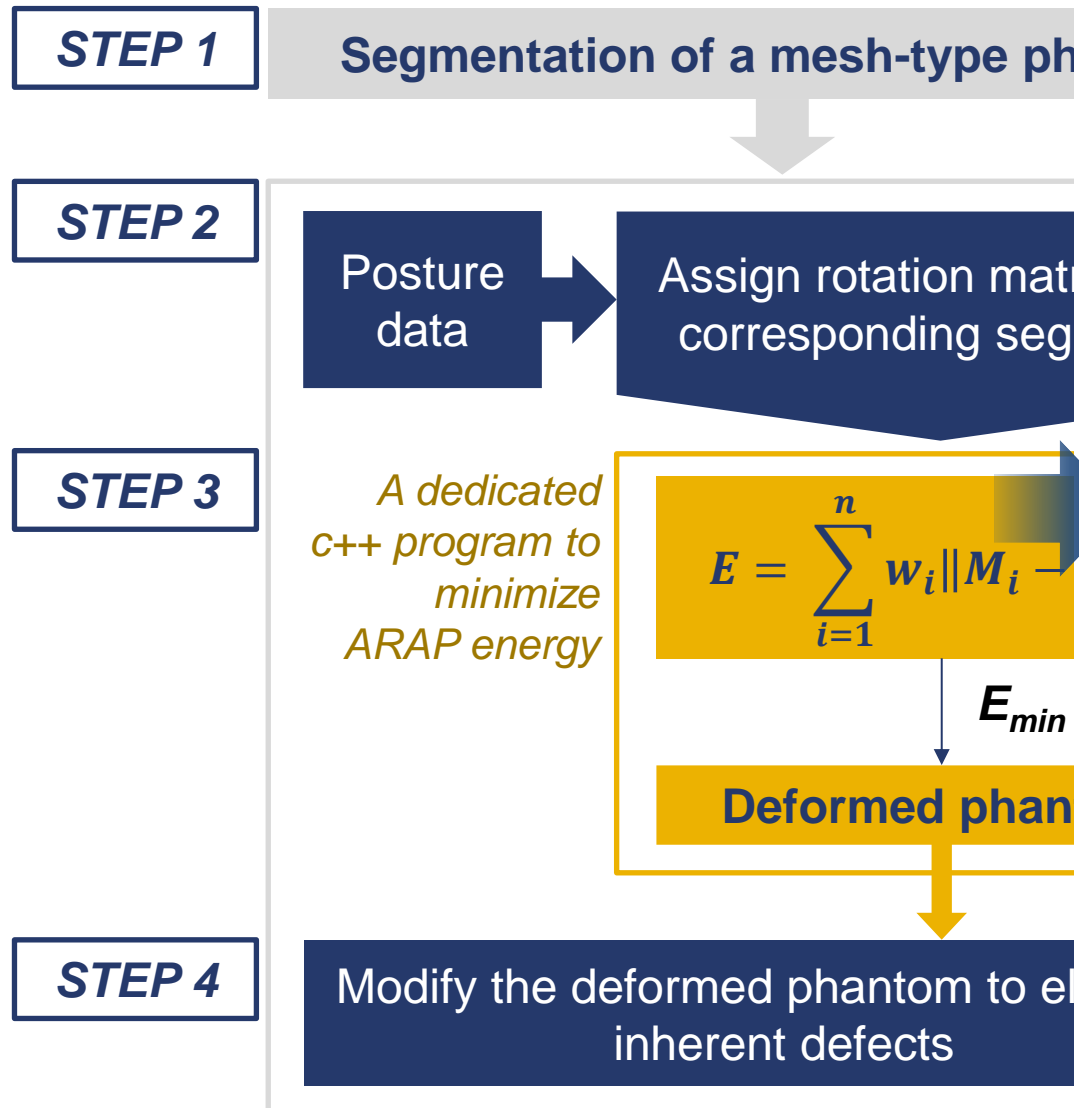 STEP 1
Segmentation of a mesh-type ph
STEP 2
Posture
data
Assign rotation matr
corresponding seg
STEP 3
A dedicated
c++ program to
minimize
ARAP energy
E = \sum_{i=1}^{n} w_i ‖M_i −
E_min
Deformed phan
STEP 4
Modify the deformed phantom to el
inherent defects